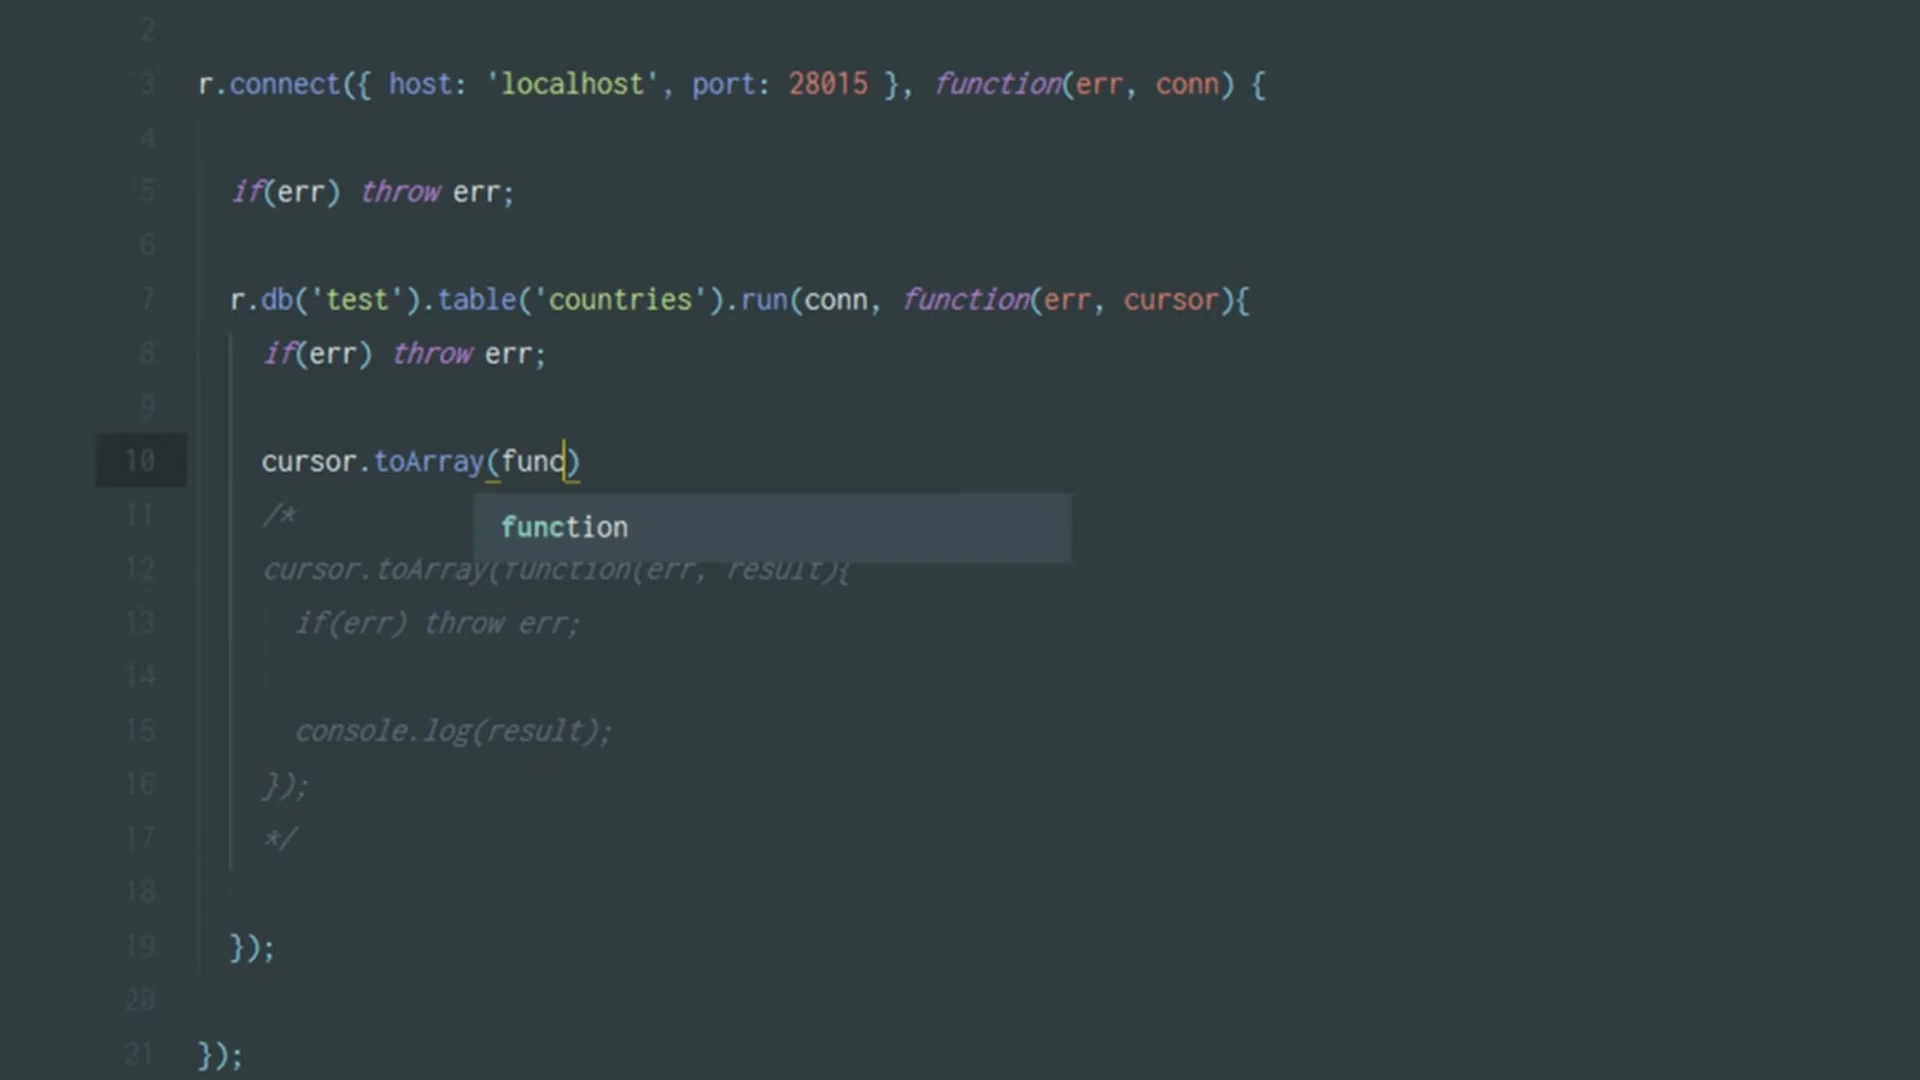 2
3 r.connect({ host: 'localhost', port: 28015 }, function(err, conn) {
4
5 if(err) throw err;
6
7 r.db('test').table('countries').run(conn, function(err, cursor){
8 if(err) throw err;
9
10 cursor.toArray(func)
11 /*
function
12 cursor.toArray(function(err, result){
13 if(err) throw err;
14
15 console.log(result);
16 });
17 */
18
19 });
20
21 });